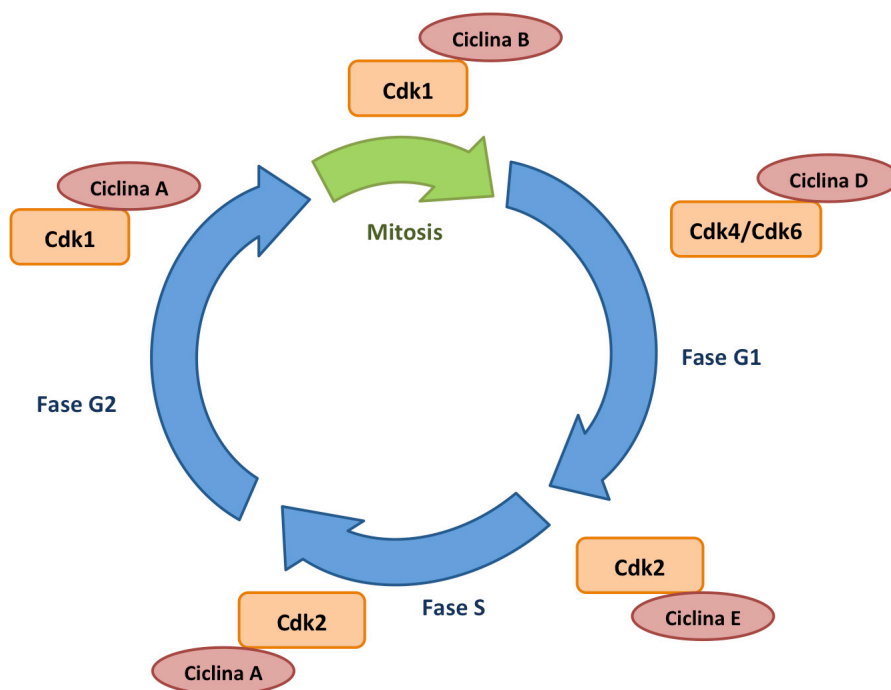 Ciclina B
Cdk1
Ciclina A
Cdk1
Mitosis
Ciclina D
Cdk4/Cdk6
Fase G1
Fase G2
Cdk2
Ciclina E
Fase S
Cdk2
Ciclina A